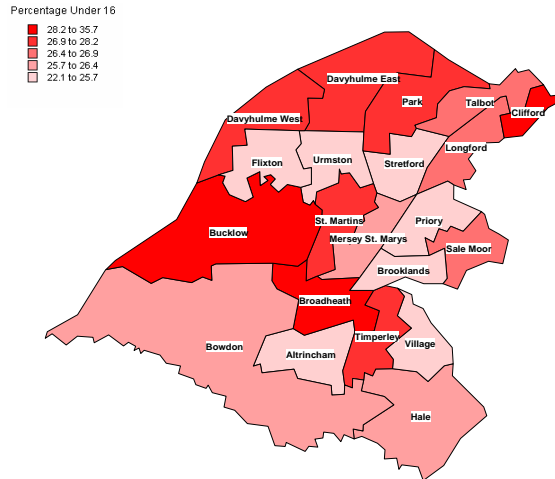 Percentage Under 16
28.2 to 35.7
26.9 to 28.2
26.4 to 26.9
25.7 to 26.4
22.1 to 25.7
Davyhulme East
Park
Talbot
Clifford
Davyhulme West
Longford
Flixton
Urmston
Stretford
St. Martins
Priory
Bucklow
Mersey St. Marys
Sale Moor
Brooklands
Broadheath
Timperley
Village
Bowdon
Altrincham
Hale